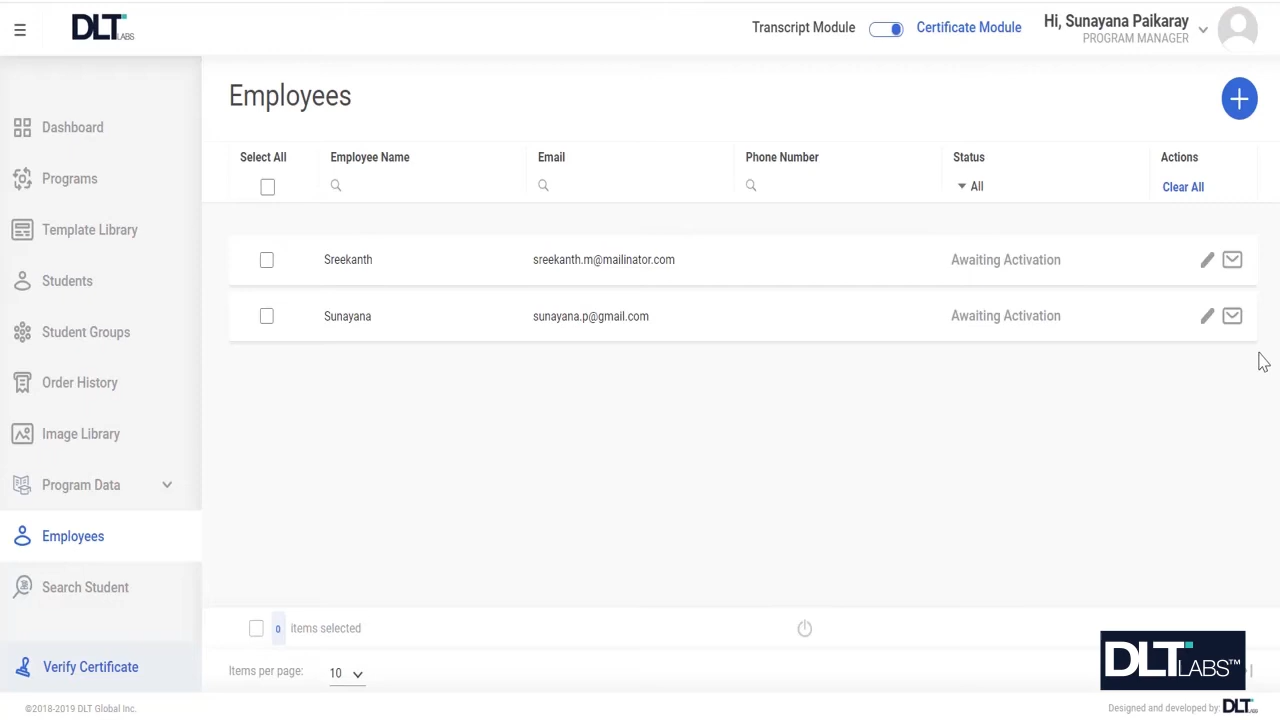 DLT LABS
Transcript Module
Certificate Module
Hi, Sunayana Paikaray
PROGRAM MANAGER
Dashboard
Programs
Template Library
Students
Student Groups
Order History
Image Library
Program Data
Employees
Search Student
Verify Certificate
Employees
Select All Employee Name Email Phone Number Status Actions
All Clear All
Sreekanth sreekanth.m@mailinator.com Awaiting Activation
Sunayana sunayana.p@gmail.com Awaiting Activation
0 items selected
Items per page: 10
DLT LABS™
©2018-2019 DLT Global Inc.
Designed and developed by: DLT LABS